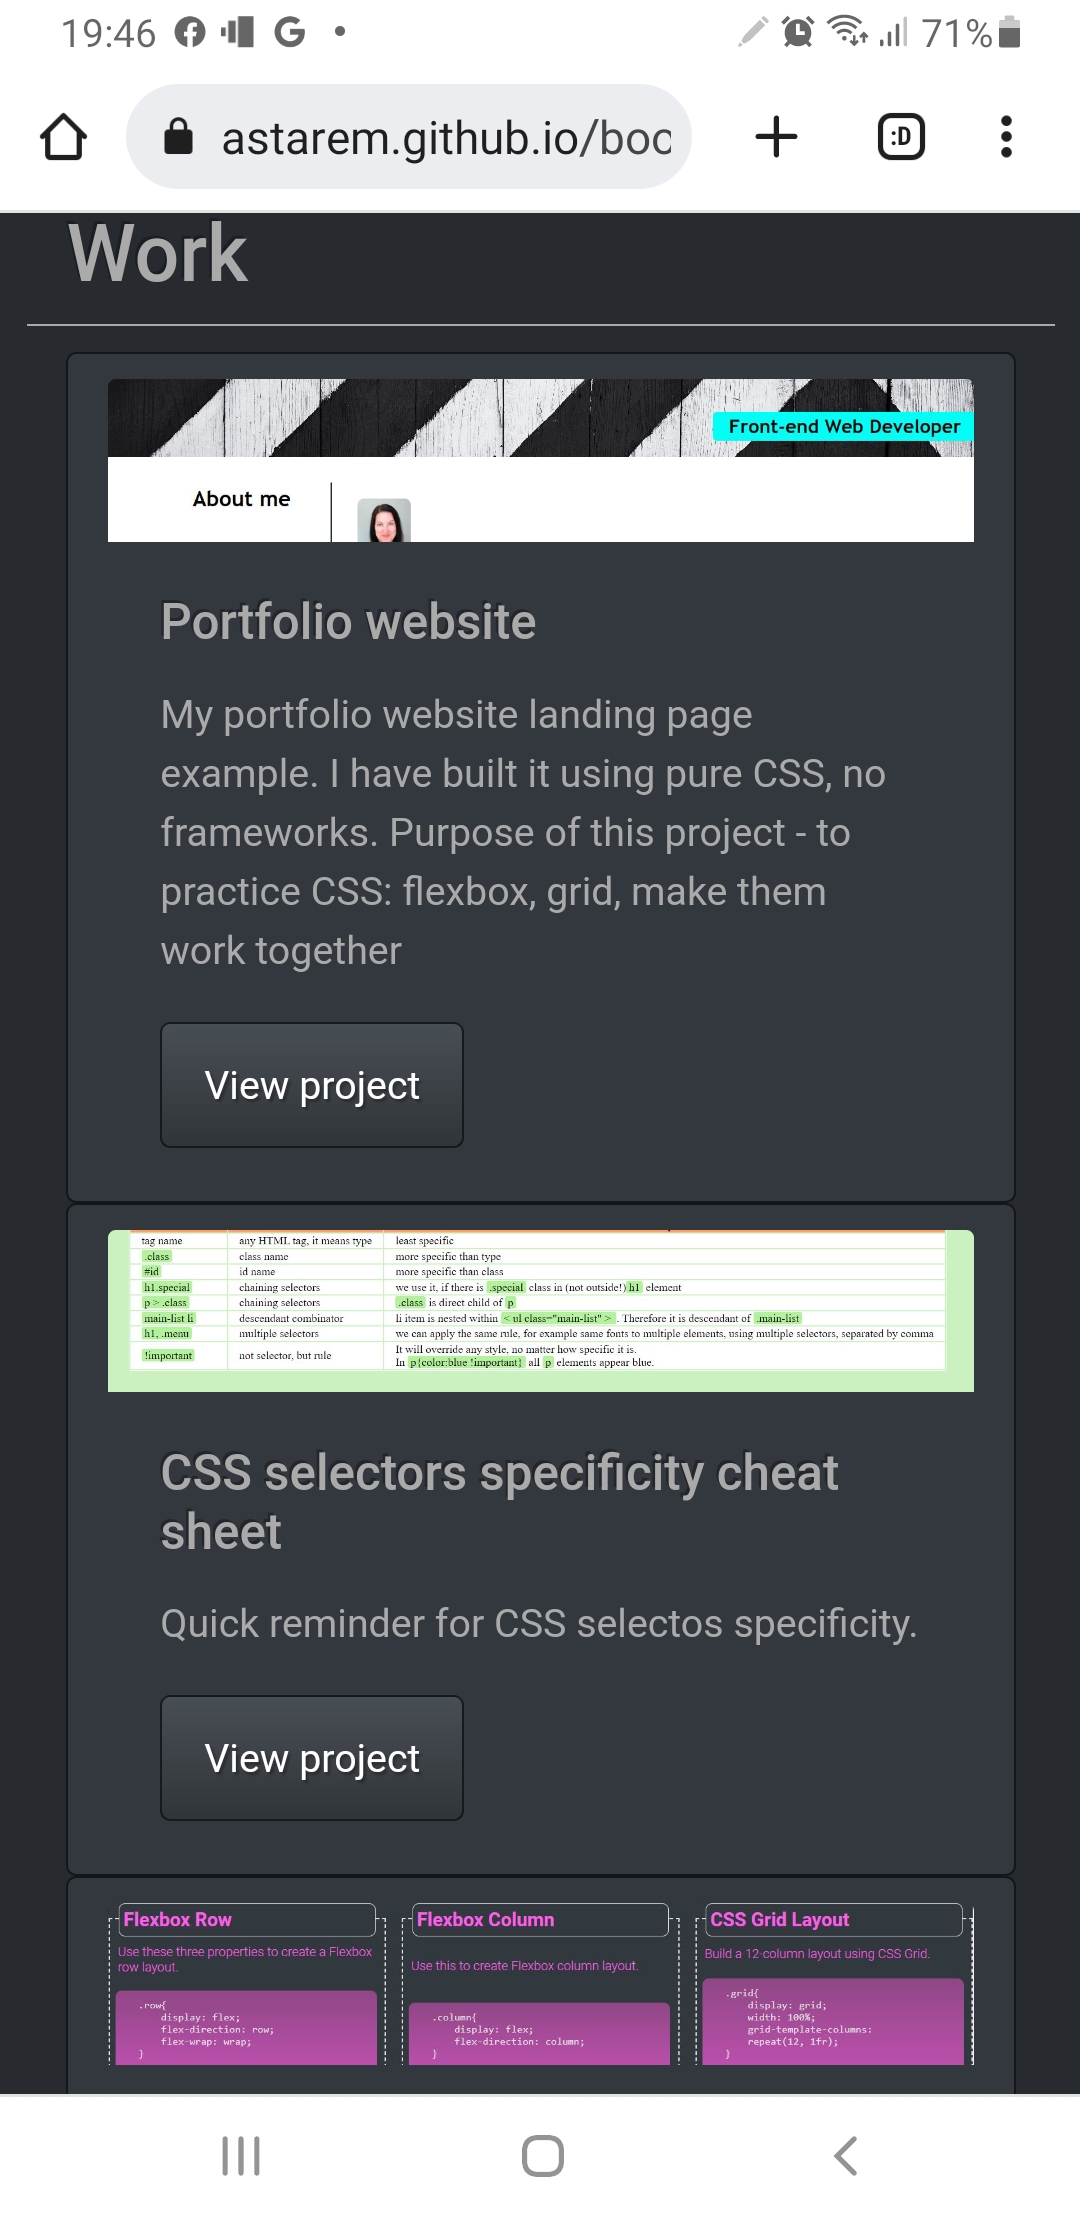 19:46
71%
astarem.github.io/boo
:D
Work
Front-end Web Developer
About me
Portfolio website
My portfolio website landing page
example. I have built it using pure CSS, no
frameworks. Purpose of this project - to
practice CSS: flexbox, grid, make them
work together
View project
tag name any HTML tag, it means type least specific
.class class name more specific than type
#id id name more specific than class
h1.special chaining selectors we use it, if there is .special class in (not outside!) h1 element
p > .class chaining selectors .class is direct child of p
main-list li descendant combinator li item is nested within < ul class="main-list" > . Therefore it is descendant of .main-list
h1, .menu multiple selectors we can apply the same rule, for example same fonts to multiple elements, using multiple selectors, separated by comma
!important not selector, but rule It will override any style, no matter how specific it is.
In p{color:blue !important} all p elements appear blue.
CSS selectors specificity cheat
sheet
Quick reminder for CSS selectos specificity.
View project
Flexbox Row
Use these three properties to create a Flexbox
row layout.
.row{
display: flex;
flex-direction: row;
flex-wrap: wrap;
}
Flexbox Column
Use this to create Flexbox column layout.
.column{
display: flex;
flex-direction: column;
}
CSS Grid Layout
Build a 12-column layout using CSS Grid.
.grid{
display: grid;
width: 100%;
grid-template-columns:
repeat(12, 1fr);
}